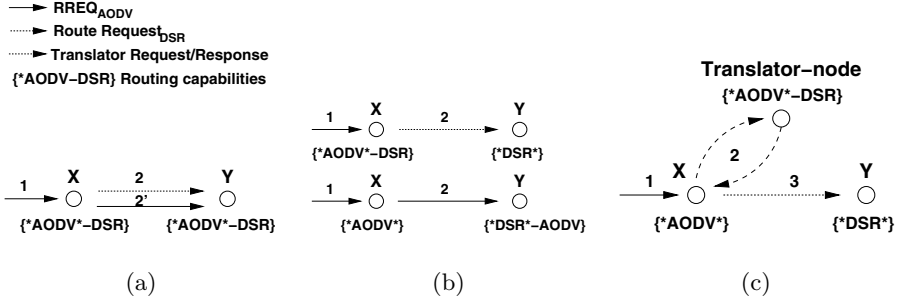 RREQ_AODV
Route Request_DSR
Translator Request/Response
{*AODV−DSR} Routing capabilities
1 X 2 2' Y
{*AODV*−DSR} {*AODV*−DSR}
(a)
1 X 2 Y
{*AODV*−DSR} {*DSR*}
1 X 2 Y
{*AODV*} {*DSR*−AODV}
(b)
Translator−node
{*AODV*−DSR}
2
1 X 3 Y
{*AODV*} {*DSR*}
(c)